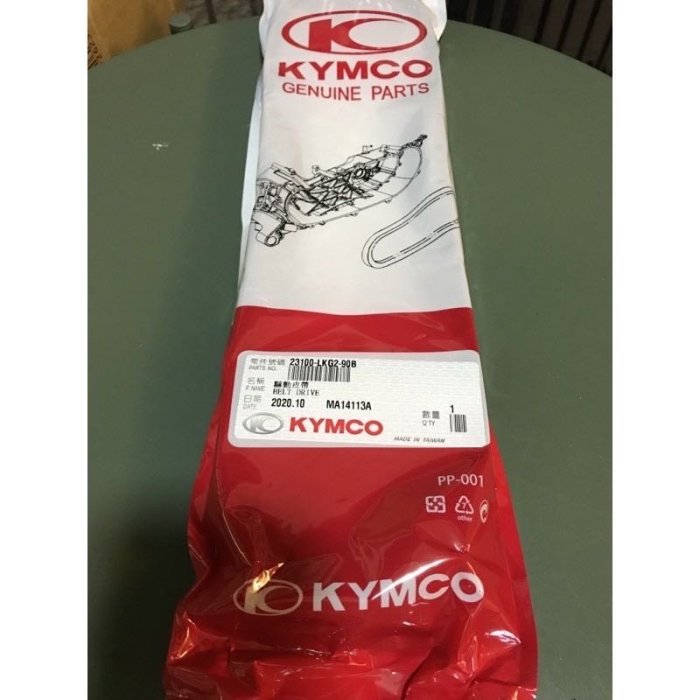 KYMCO
GENUINE PARTS
零件號碼 23100-LKG2-90B
PARTS NO.
名稱 驅動皮帶
P.NAME BELT DRIVE
日期 2020.10 MA14113A
DATE
數量 1
Q'TY
KYMCO
MADE IN TAIWAN
PP-001
7
other
KYMCO